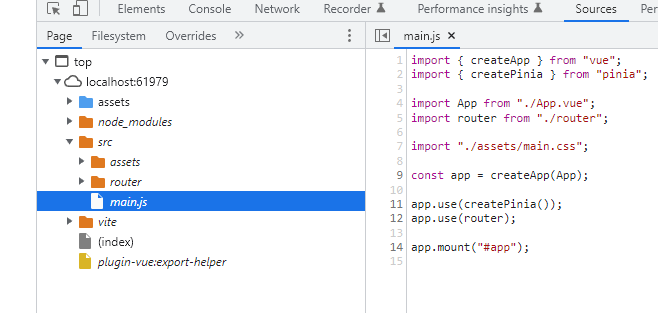 Elements Console Network Recorder Performance insights Sources
Page Filesystem Overrides »
main.js ×
top
localhost:61979
assets
node_modules
src
assets
router
main.js
vite
(index)
plugin-vue:export-helper
1 import { createApp } from "vue";
2 import { createPinia } from "pinia";
3
4 import App from "./App.vue";
5 import router from "./router";
6
7 import "./assets/main.css";
8
9 const app = createApp(App);
10
11 app.use(createPinia());
12 app.use(router);
13
14 app.mount("#app");
15